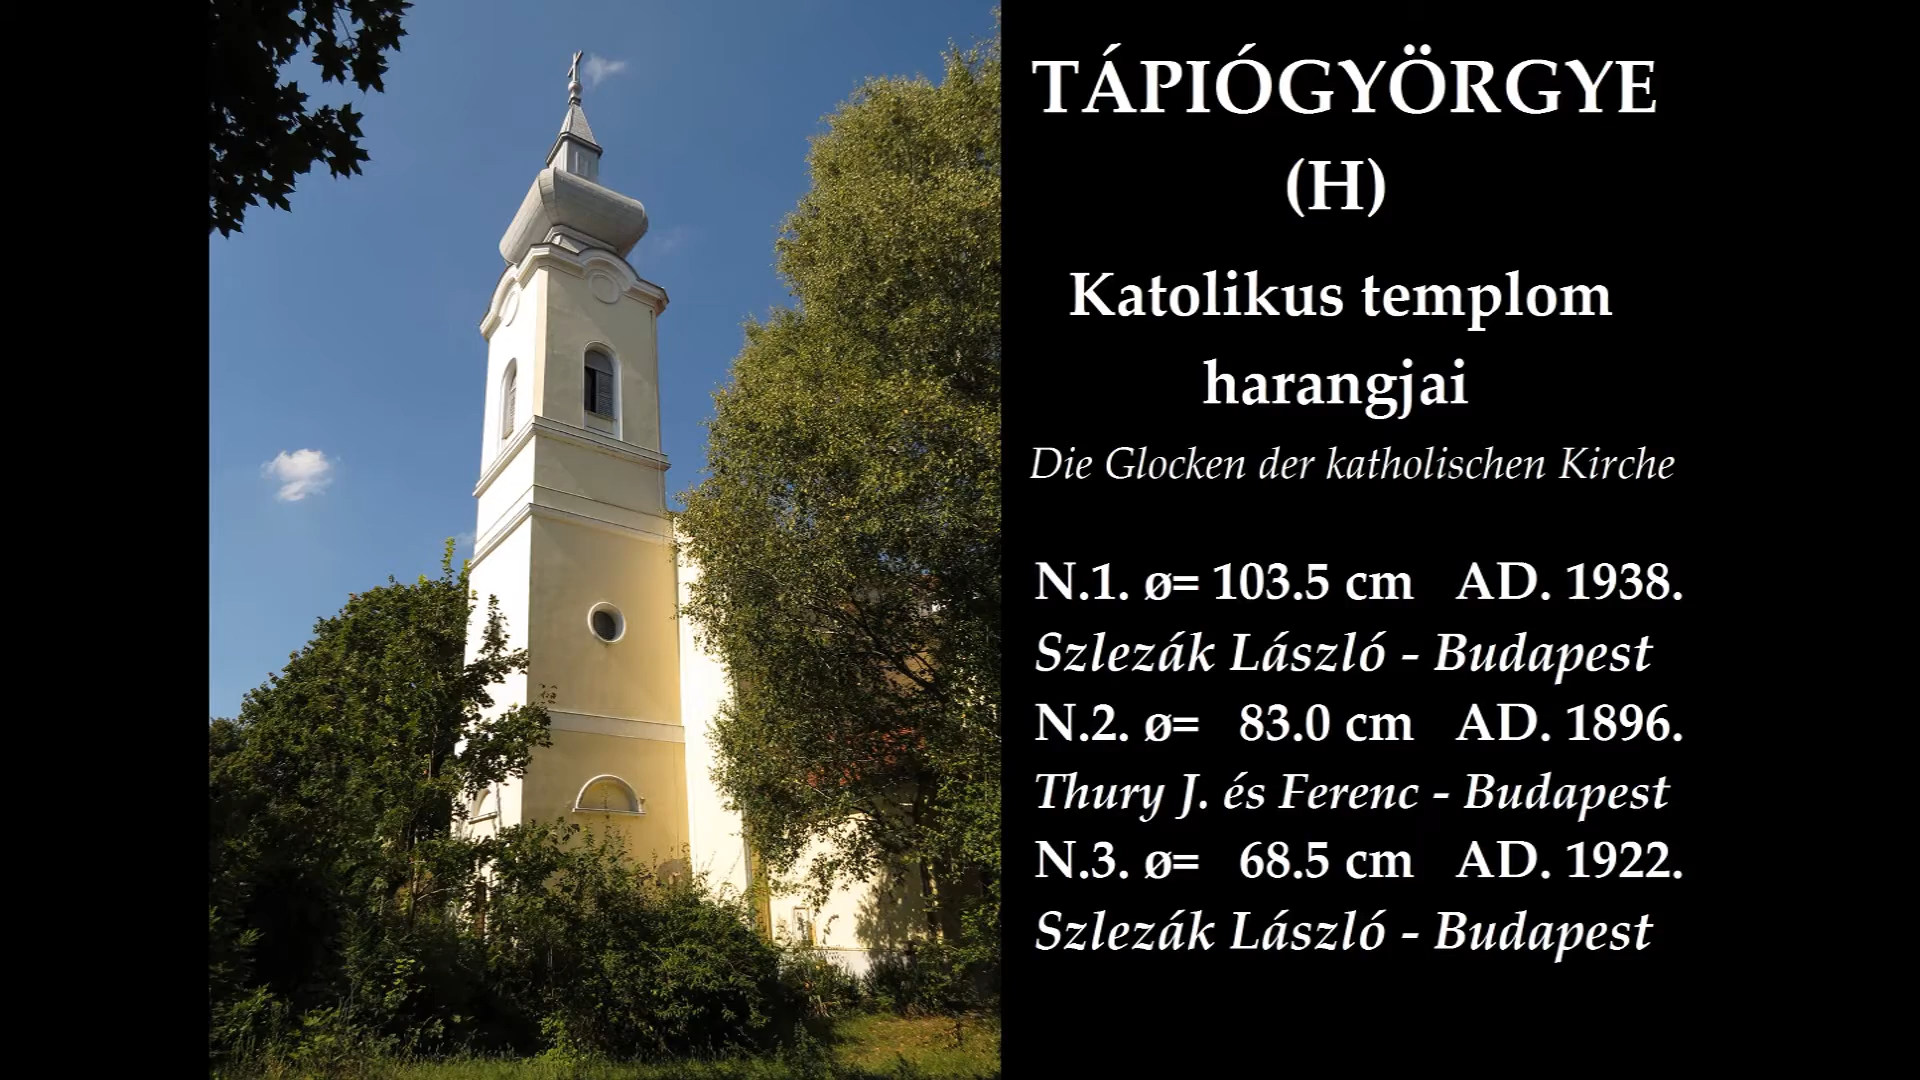 TÁPIÓGYÖRGYE
(H)
Katolikus templom
harangjai
Die Glocken der katholischen Kirche
N.1. ø= 103.5 cm AD. 1938.
Szlezák László - Budapest
N.2. ø= 83.0 cm AD. 1896.
Thury J. és Ferenc - Budapest
N.3. ø= 68.5 cm AD. 1922.
Szlezák László - Budapest